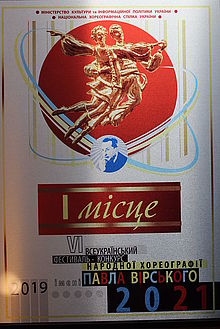 МІНІСТЕРСТВО КУЛЬТУРИ ТА ІНФОРМАЦІЙНОЇ ПОЛІТИКИ УКРАЇНИ
НАЦІОНАЛЬНА ХОРЕОГРАФІЧНА СПІЛКА УКРАЇНИ
І місце
VI ВСЕУКРАЇНСЬКИЙ
ФЕСТИВАЛЬ - КОНКУРС
НАРОДНОЇ ХОРЕОГРАФІЇ
ПАВЛА ВІРСЬКОГО
2019
2021